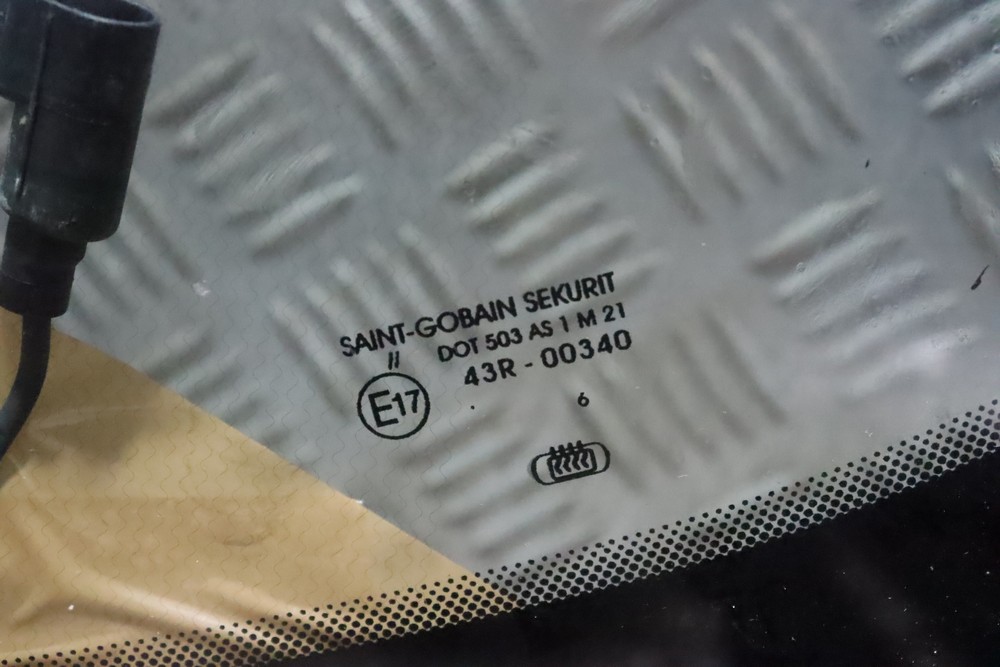 SAINT-GOBAIN SEKURIT
II DOT 503 AS 1 M 21
E17 43R - 00340
6